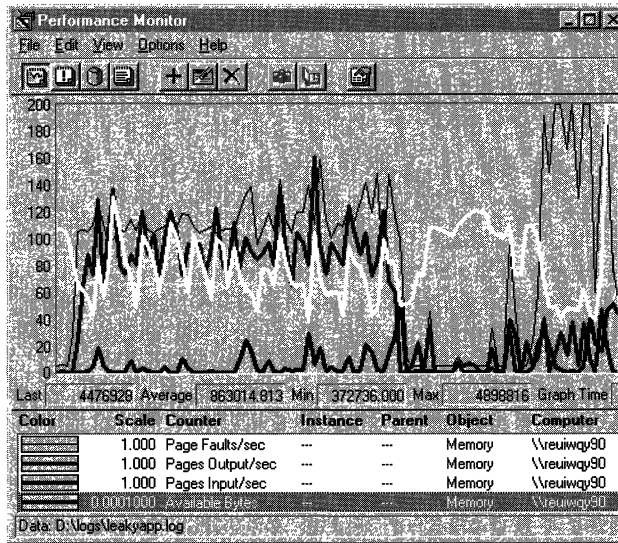 Performance Monitor
File Edit View Options Help
200
180
160
140
120
100
80
60
40
20
0
Last 4476928 Average 863014.813 Min 372736.000 Max 4898816 Graph Time
Color Scale Counter Instance Parent Object Computer
1.000 Page Faults/sec --- --- Memory \\reuiwqy90
1.000 Pages Output/sec --- --- Memory \\reuiwqy90
1.000 Pages Input/sec --- --- Memory \\reuiwqy90
0.0001000 Available Bytes --- --- Memory \\reuiwqy90
Data: D:\logs\leakyapp.log